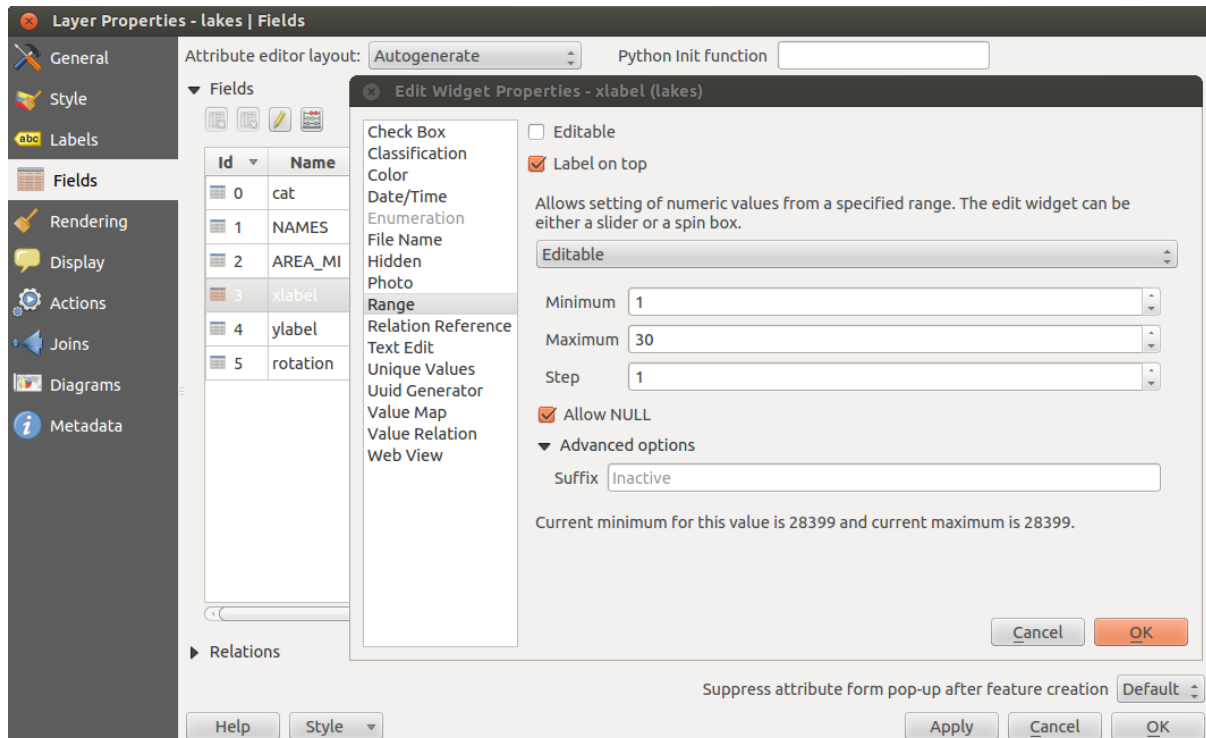 Layer Properties - lakes | Fields
General
Style
Labels
Fields
Rendering
Display
Actions
Joins
Diagrams
Metadata
abc
Attribute editor layout: Autogenerate Python Init function
Fields
Id Name
0 cat
1 NAMES
2 AREA_MI
3 xlabel
4 ylabel
5 rotation
Relations
Edit Widget Properties - xlabel (lakes)
Check Box
Classification
Color
Date/Time
Enumeration
File Name
Hidden
Photo
Range
Relation Reference
Text Edit
Unique Values
Uuid Generator
Value Map
Value Relation
Web View
Editable
Label on top
Allows setting of numeric values from a specified range. The edit widget can be
either a slider or a spin box.
Editable
Minimum 1
Maximum 30
Step 1
Allow NULL
Advanced options
Suffix Inactive
Current minimum for this value is 28399 and current maximum is 28399.
Cancel OK
Suppress attribute form pop-up after feature creation Default
Help Style Apply Cancel OK